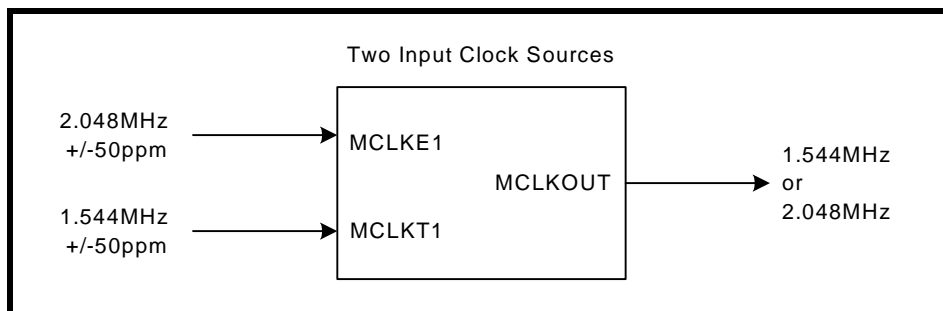 Two Input Clock Sources
2.048MHz
+/-50ppm
MCLKE1
1.544MHz
or
2.048MHz
MCLKOUT
1.544MHz
+/-50ppm
MCLKT1